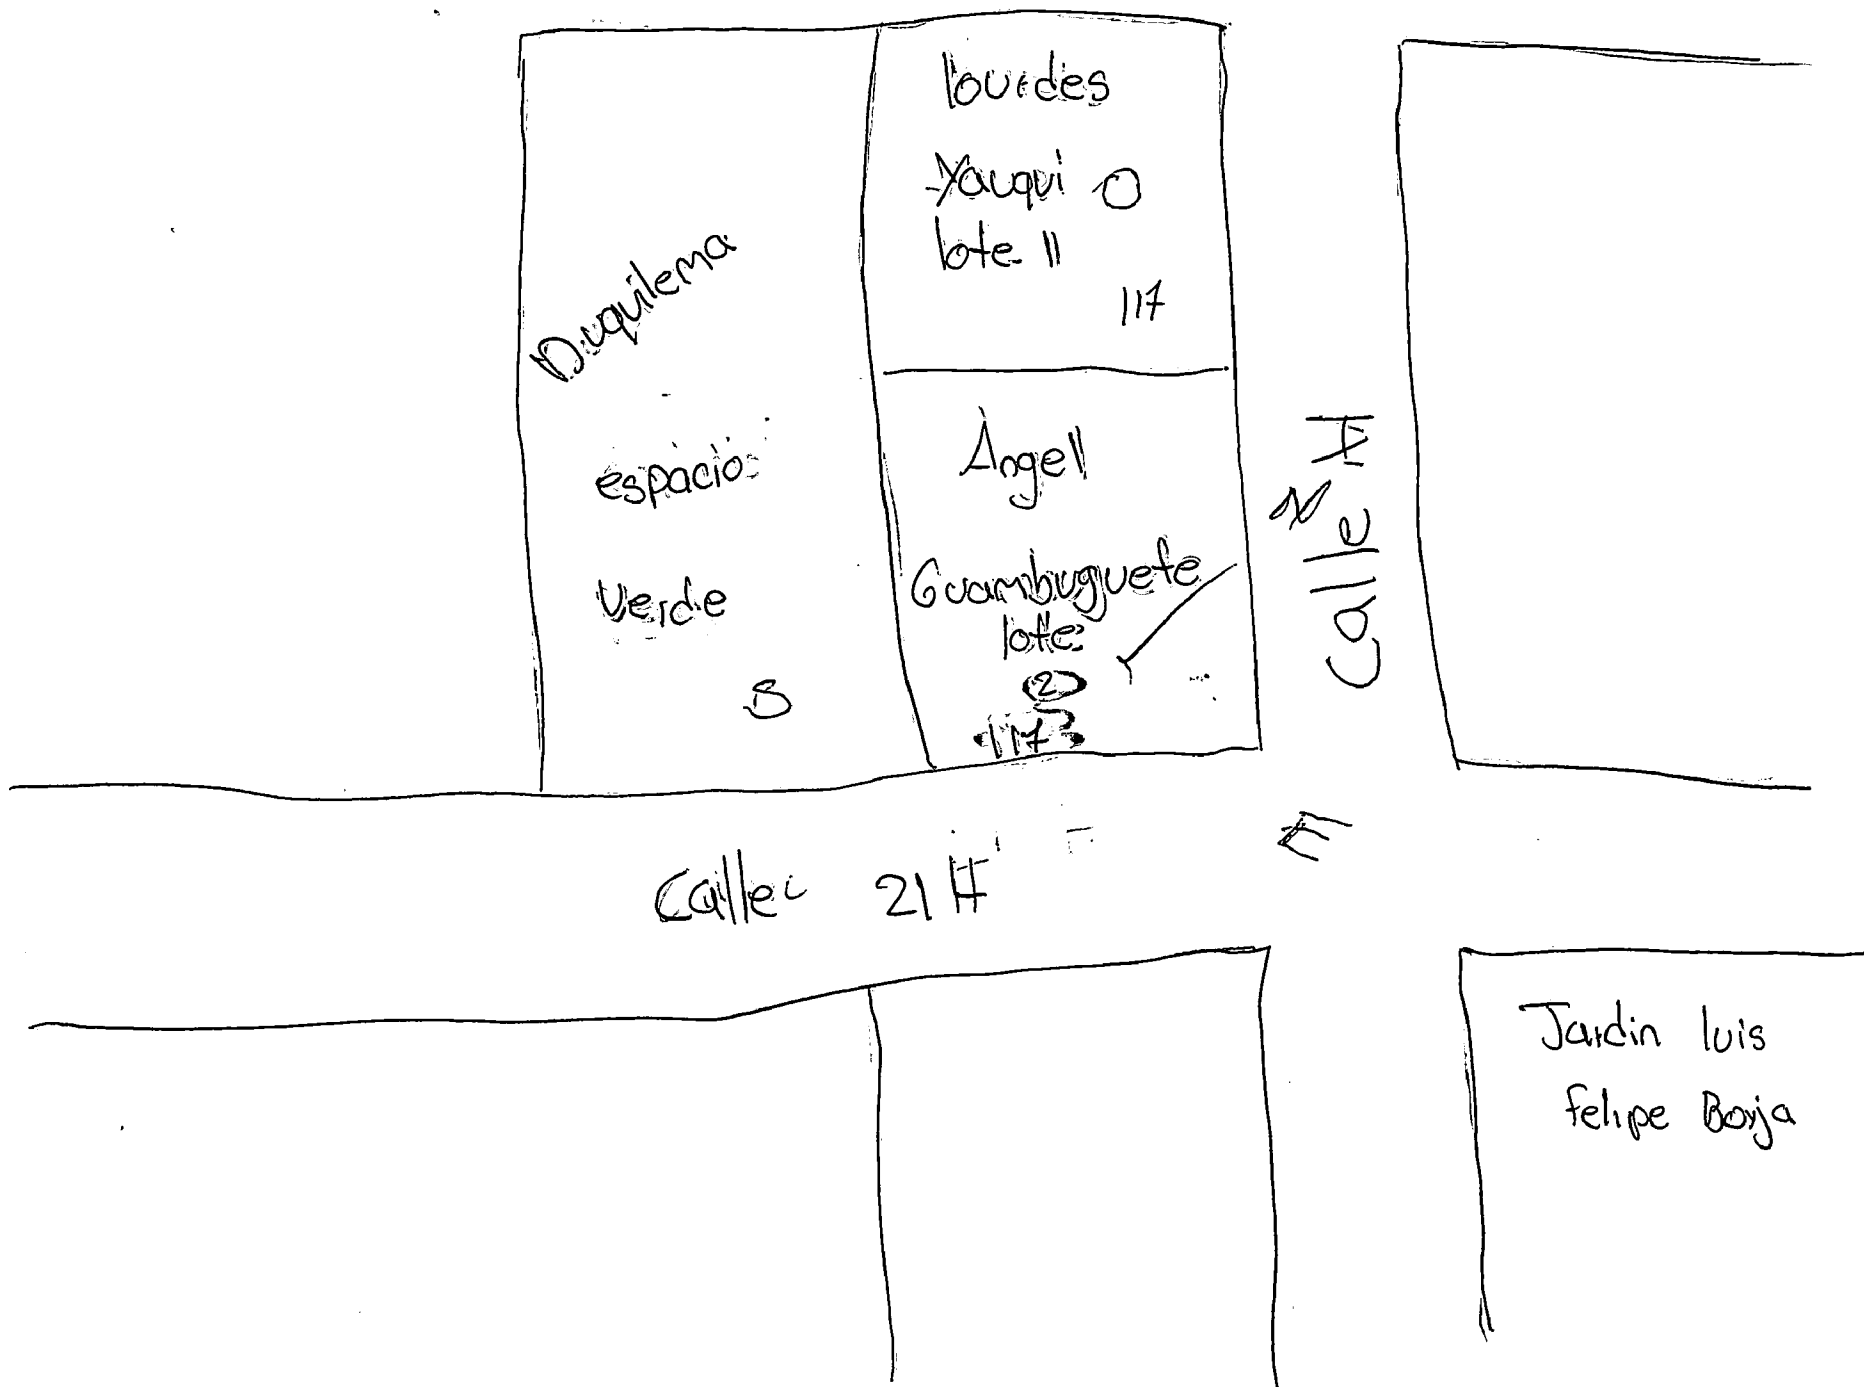 lourdes
Yauqui O
lote 11
117
Duquilema
espacio
Verde
S
Angel
Guambuguete
lote
2
117
N
Calle
E
Calle 21
Jardin luis
felipe Borja